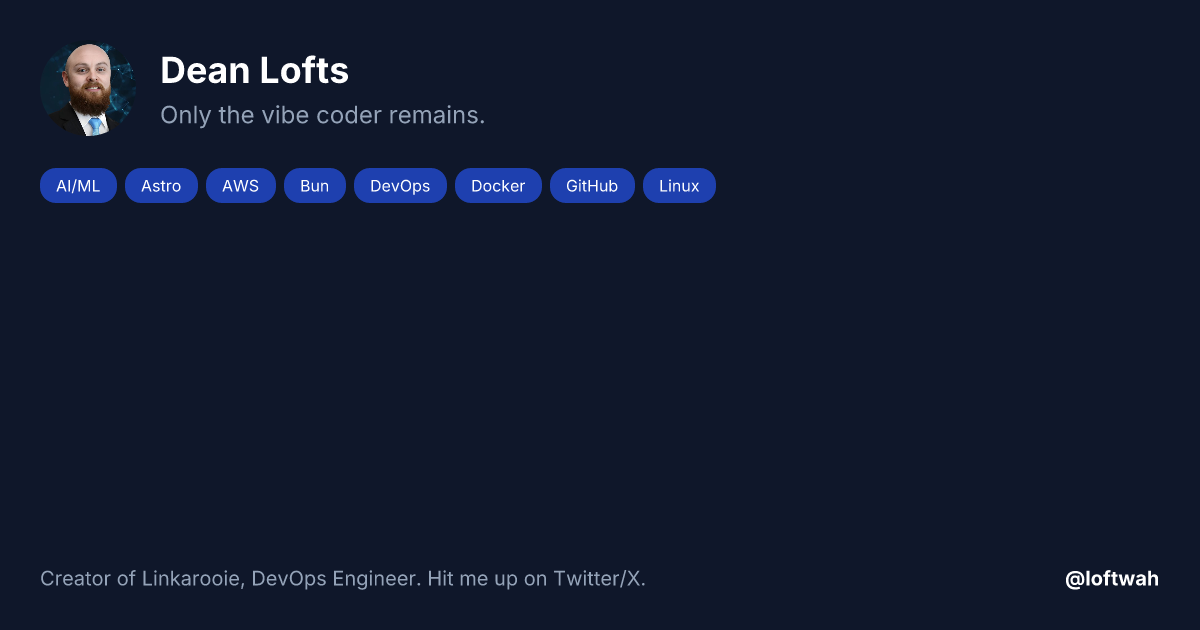 Dean Lofts
Only the vibe coder remains.
AI/ML Astro AWS Bun DevOps Docker GitHub Linux
Creator of Linkarooie, DevOps Engineer. Hit me up on Twitter/X. @loftwah